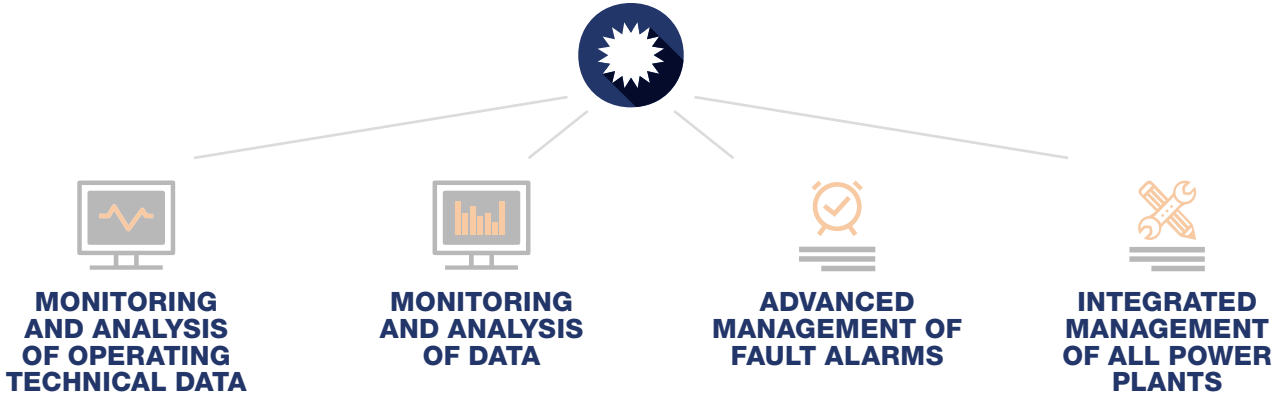 MONITORING
AND ANALYSIS
OF OPERATING
TECHNICAL DATA
MONITORING
AND ANALYSIS
OF DATA
ADVANCED
MANAGEMENT OF
FAULT ALARMS
INTEGRATED
MANAGEMENT
OF ALL POWER
PLANTS